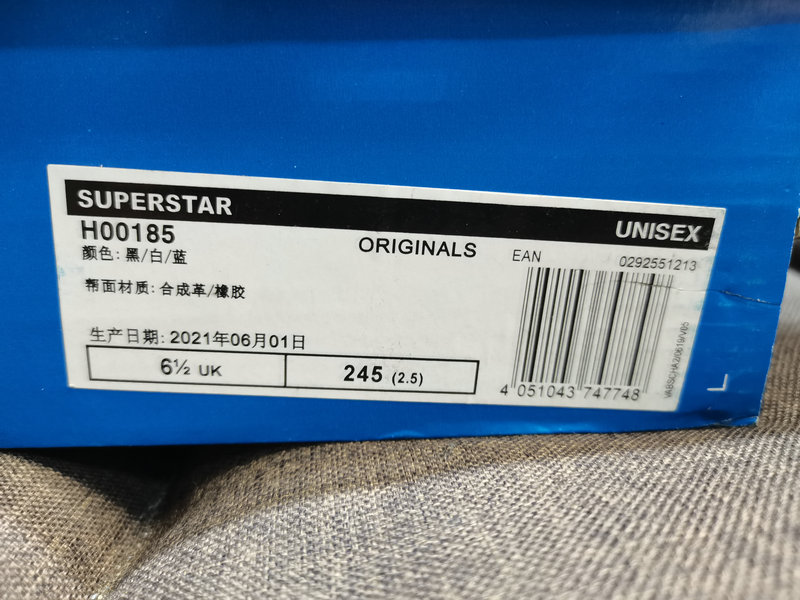 SUPERSTAR
UNISEX
H00185
ORIGINALS
EAN 0292551213
颜色: 黑/白/蓝
帮面材质: 合成革/橡胶
生产日期: 2021年06月01日
6½ UK
245 (2.5)
4 051043 747748